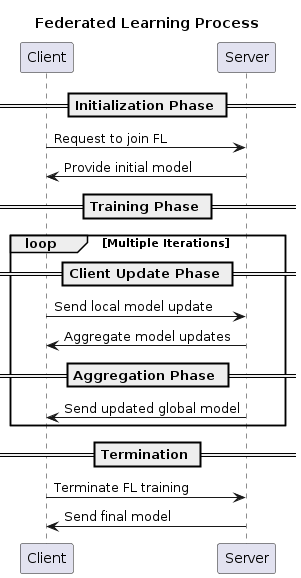 Federated Learning Process
Client Server
Initialization Phase
Request to join FL
Provide initial model
Training Phase
loop [Multiple Iterations]
Client Update Phase
Send local model update
Aggregate model updates
Aggregation Phase
Send updated global model
Termination
Terminate FL training
Send final model
Client Server